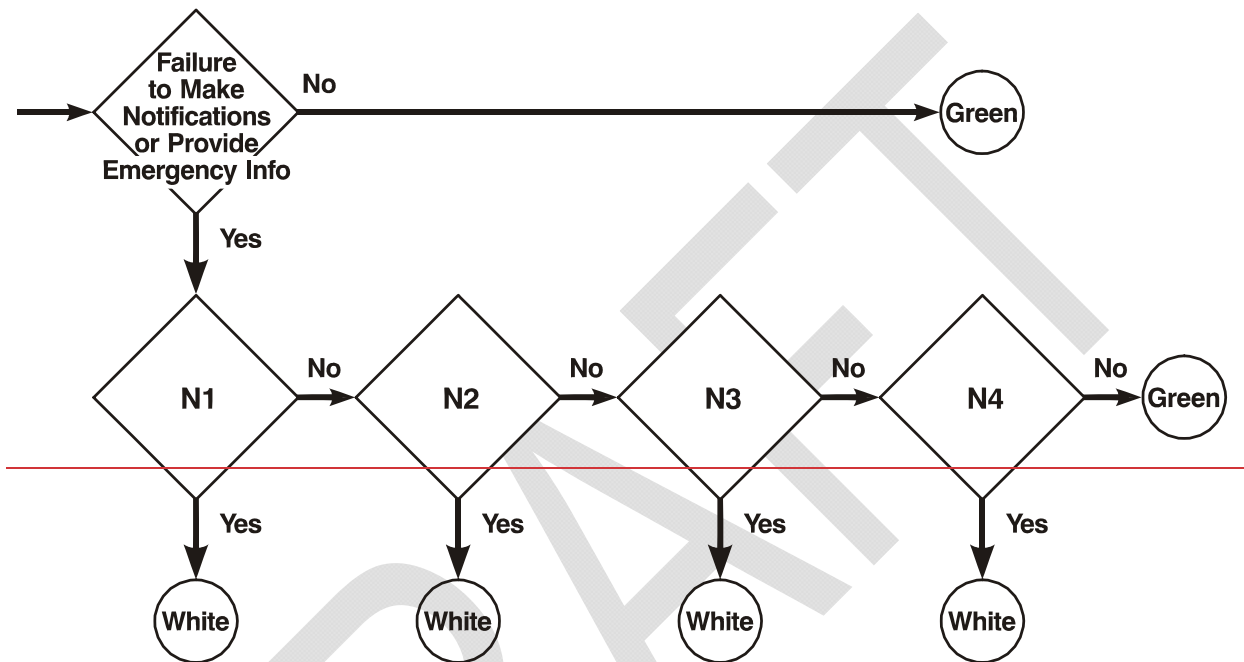 Failure
to Make
Notifications
or Provide
Emergency Info
No
Green
Yes
N1
No
N2
No
N3
No
N4
No
Green
Yes
Yes
Yes
Yes
White
White
White
White
DRAFT